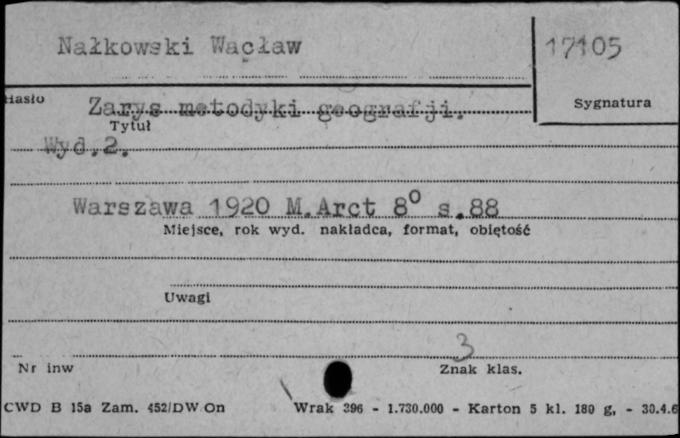 Nałkowski Wacław
17105
Hasło
Zarys metodyki geografji.
Sygnatura
Tytuł
Wyd.2.
Warszawa 1920 M.Arct 8° s.88
Miejsce, rok wyd. nakładca, format, objętość
Uwagi
3
Nr inw
Znak klas.
CWD B 15a Zam. 452/DW On Wrak 396 - 1.730.000 - Karton 5 kl. 180 g, - 30.4.6